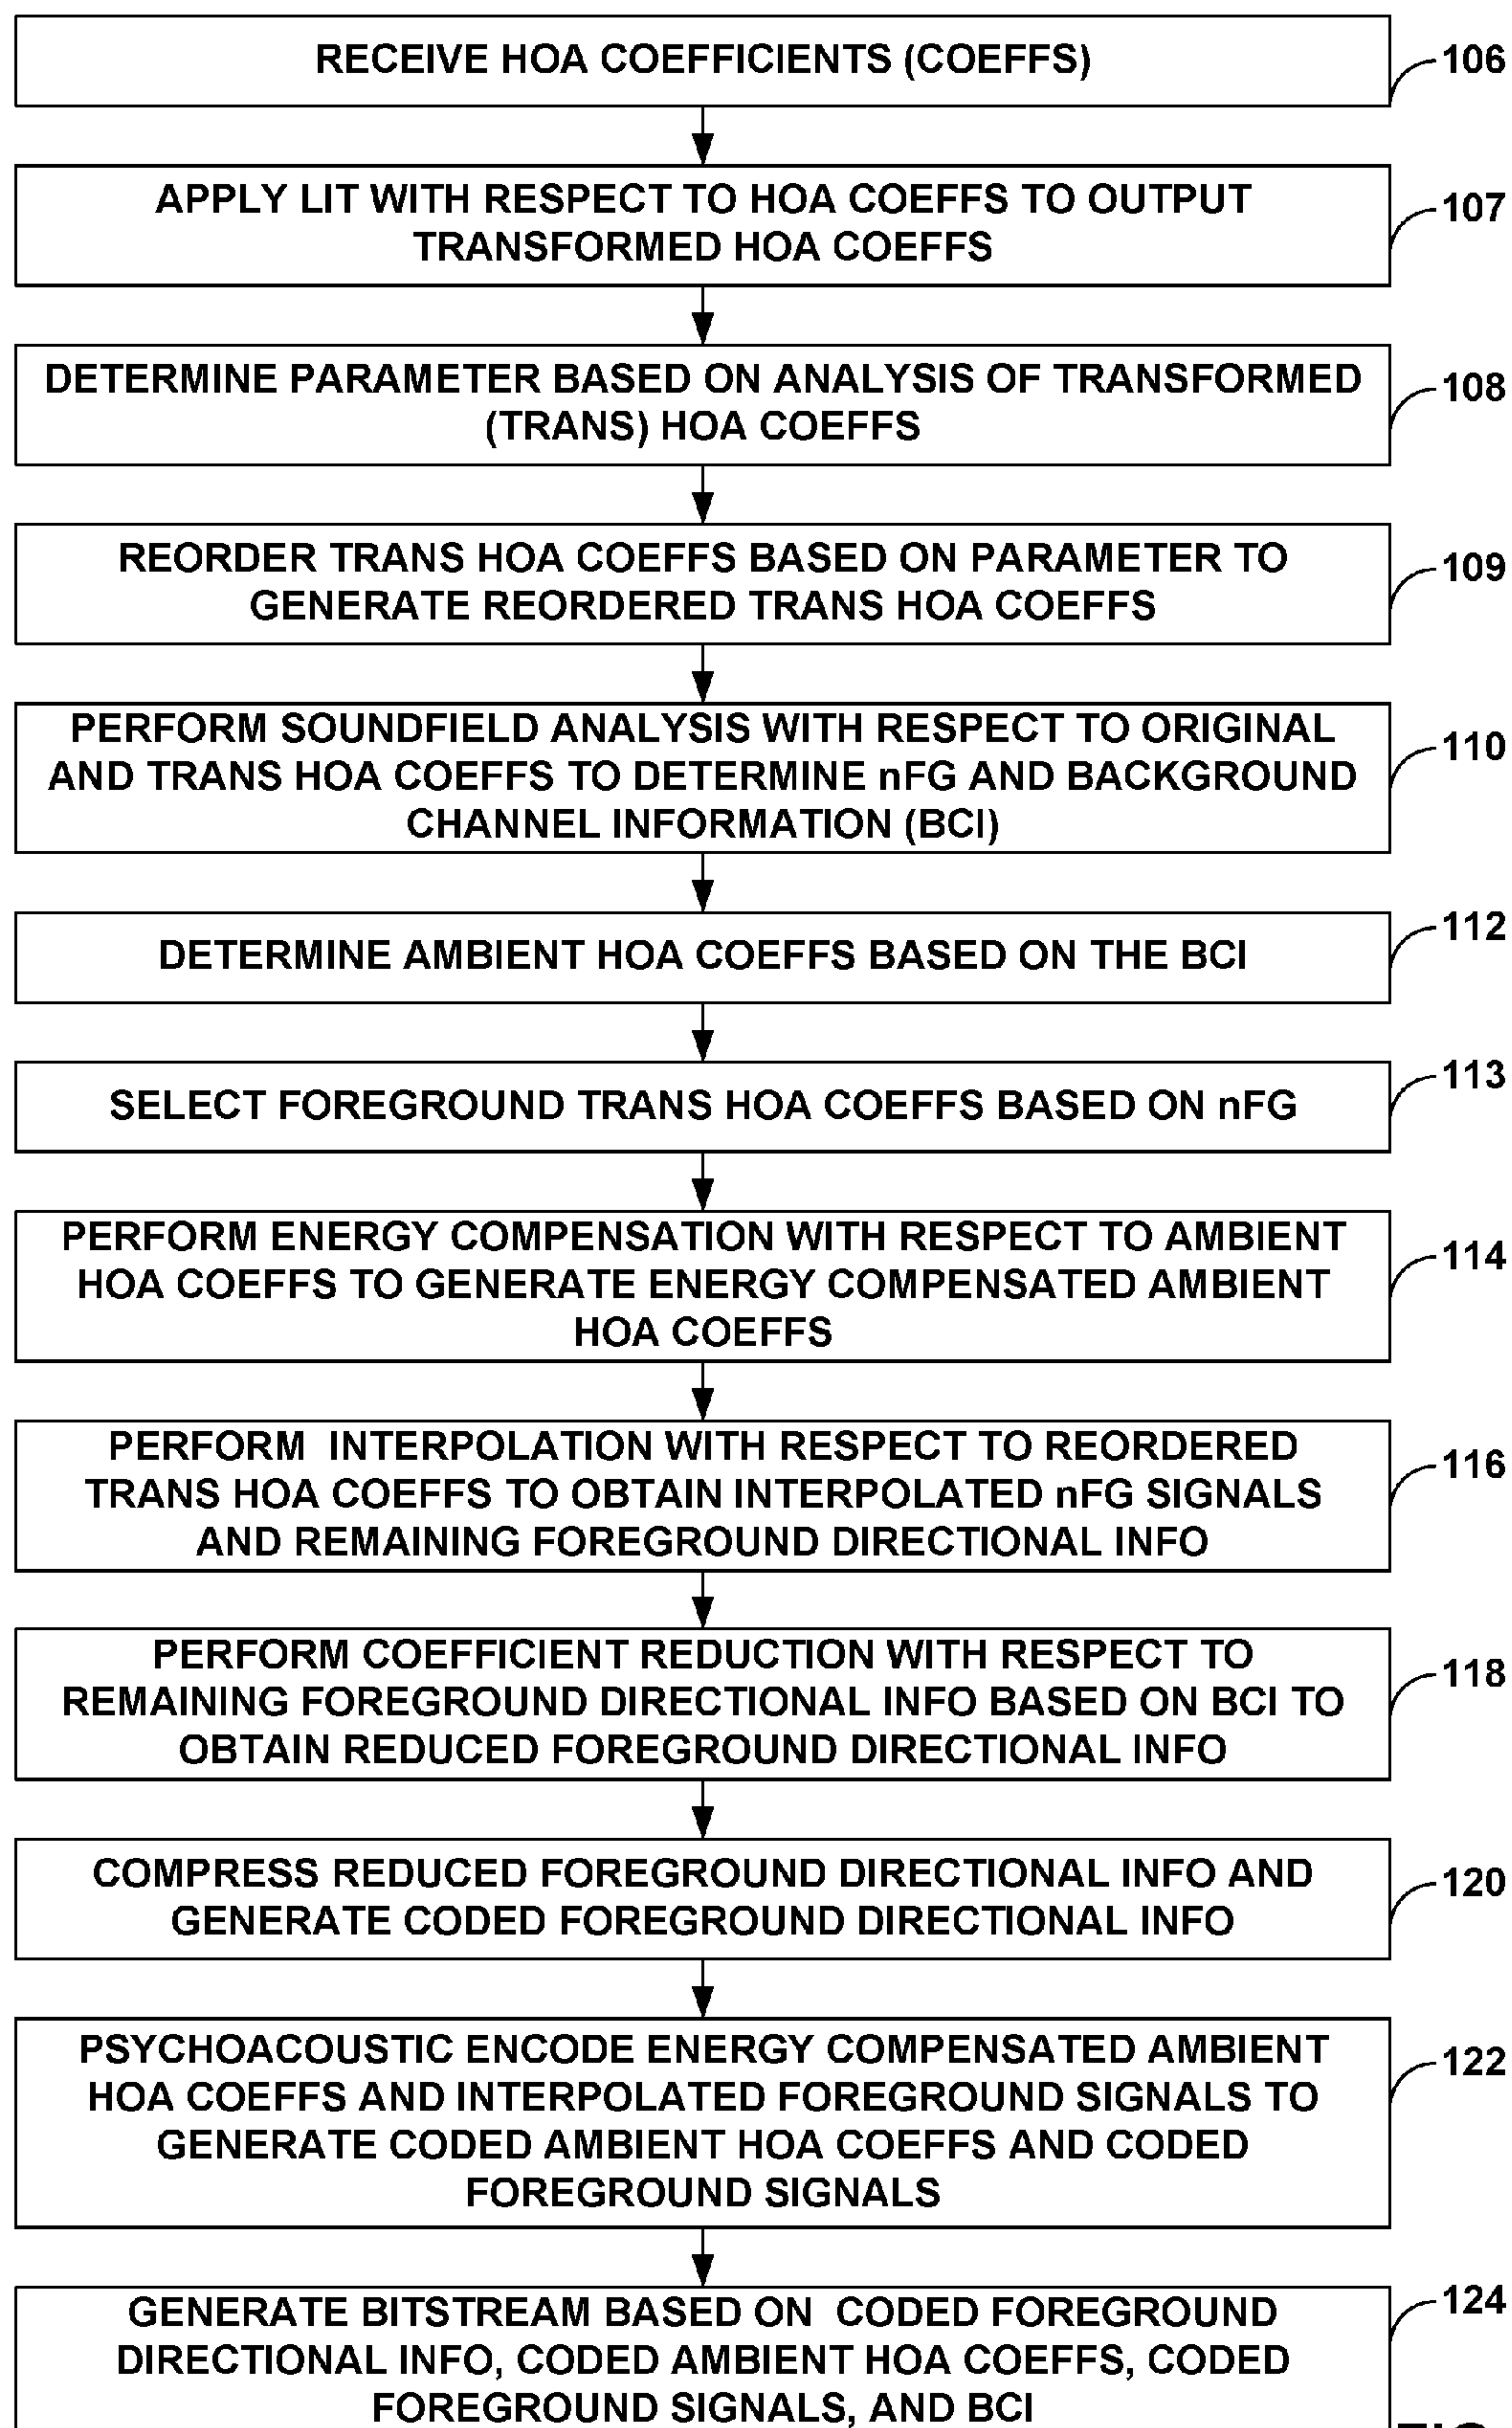 RECEIVE HOA COEFFICIENTS (COEFFS)
106
APPLY LIT WITH RESPECT TO HOA COEFFS TO OUTPUT
TRANSFORMED HOA COEFFS
107
DETERMINE PARAMETER BASED ON ANALYSIS OF TRANSFORMED
(TRANS) HOA COEFFS
108
REORDER TRANS HOA COEFFS BASED ON PARAMETER TO
GENERATE REORDERED TRANS HOA COEFFS
109
PERFORM SOUNDFIELD ANALYSIS WITH RESPECT TO ORIGINAL
AND TRANS HOA COEFFS TO DETERMINE nFG AND BACKGROUND
CHANNEL INFORMATION (BCI)
110
DETERMINE AMBIENT HOA COEFFS BASED ON THE BCI
112
SELECT FOREGROUND TRANS HOA COEFFS BASED ON nFG
113
PERFORM ENERGY COMPENSATION WITH RESPECT TO AMBIENT
HOA COEFFS TO GENERATE ENERGY COMPENSATED AMBIENT
HOA COEFFS
114
PERFORM INTERPOLATION WITH RESPECT TO REORDERED
TRANS HOA COEFFS TO OBTAIN INTERPOLATED nFG SIGNALS
AND REMAINING FOREGROUND DIRECTIONAL INFO
116
PERFORM COEFFICIENT REDUCTION WITH RESPECT TO
REMAINING FOREGROUND DIRECTIONAL INFO BASED ON BCI TO
OBTAIN REDUCED FOREGROUND DIRECTIONAL INFO
118
COMPRESS REDUCED FOREGROUND DIRECTIONAL INFO AND
GENERATE CODED FOREGROUND DIRECTIONAL INFO
120
PSYCHOACOUSTIC ENCODE ENERGY COMPENSATED AMBIENT
HOA COEFFS AND INTERPOLATED FOREGROUND SIGNALS TO
GENERATE CODED AMBIENT HOA COEFFS AND CODED
FOREGROUND SIGNALS
122
GENERATE BITSTREAM BASED ON CODED FOREGROUND
DIRECTIONAL INFO, CODED AMBIENT HOA COEFFS, CODED
FOREGROUND SIGNALS, AND BCI
124